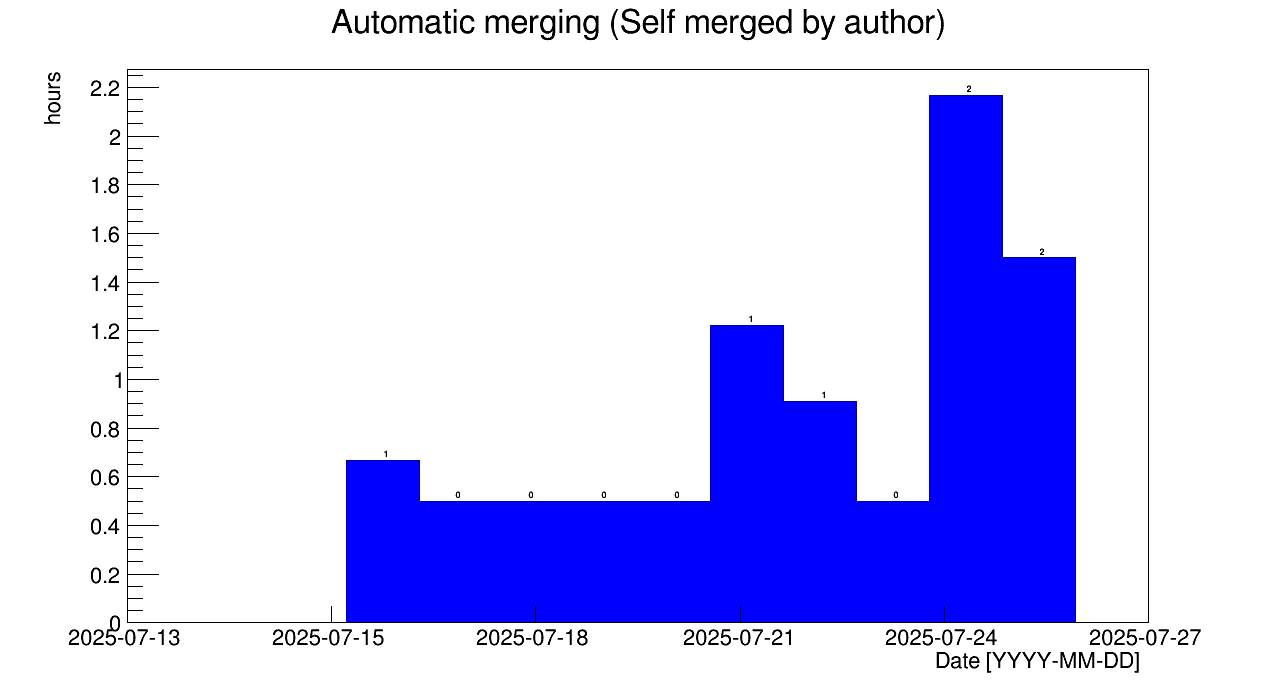 Automatic merging (Self merged by author)
hours
2.2
2
1.8
1.6
1.4
1.2
1
0.8
0.6
0.4
0.2
0
1 0 0 0 0 1 1 0 2 2
2025-07-13 2025-07-15 2025-07-18 2025-07-21 2025-07-24 2025-07-27
Date [YYYY-MM-DD]